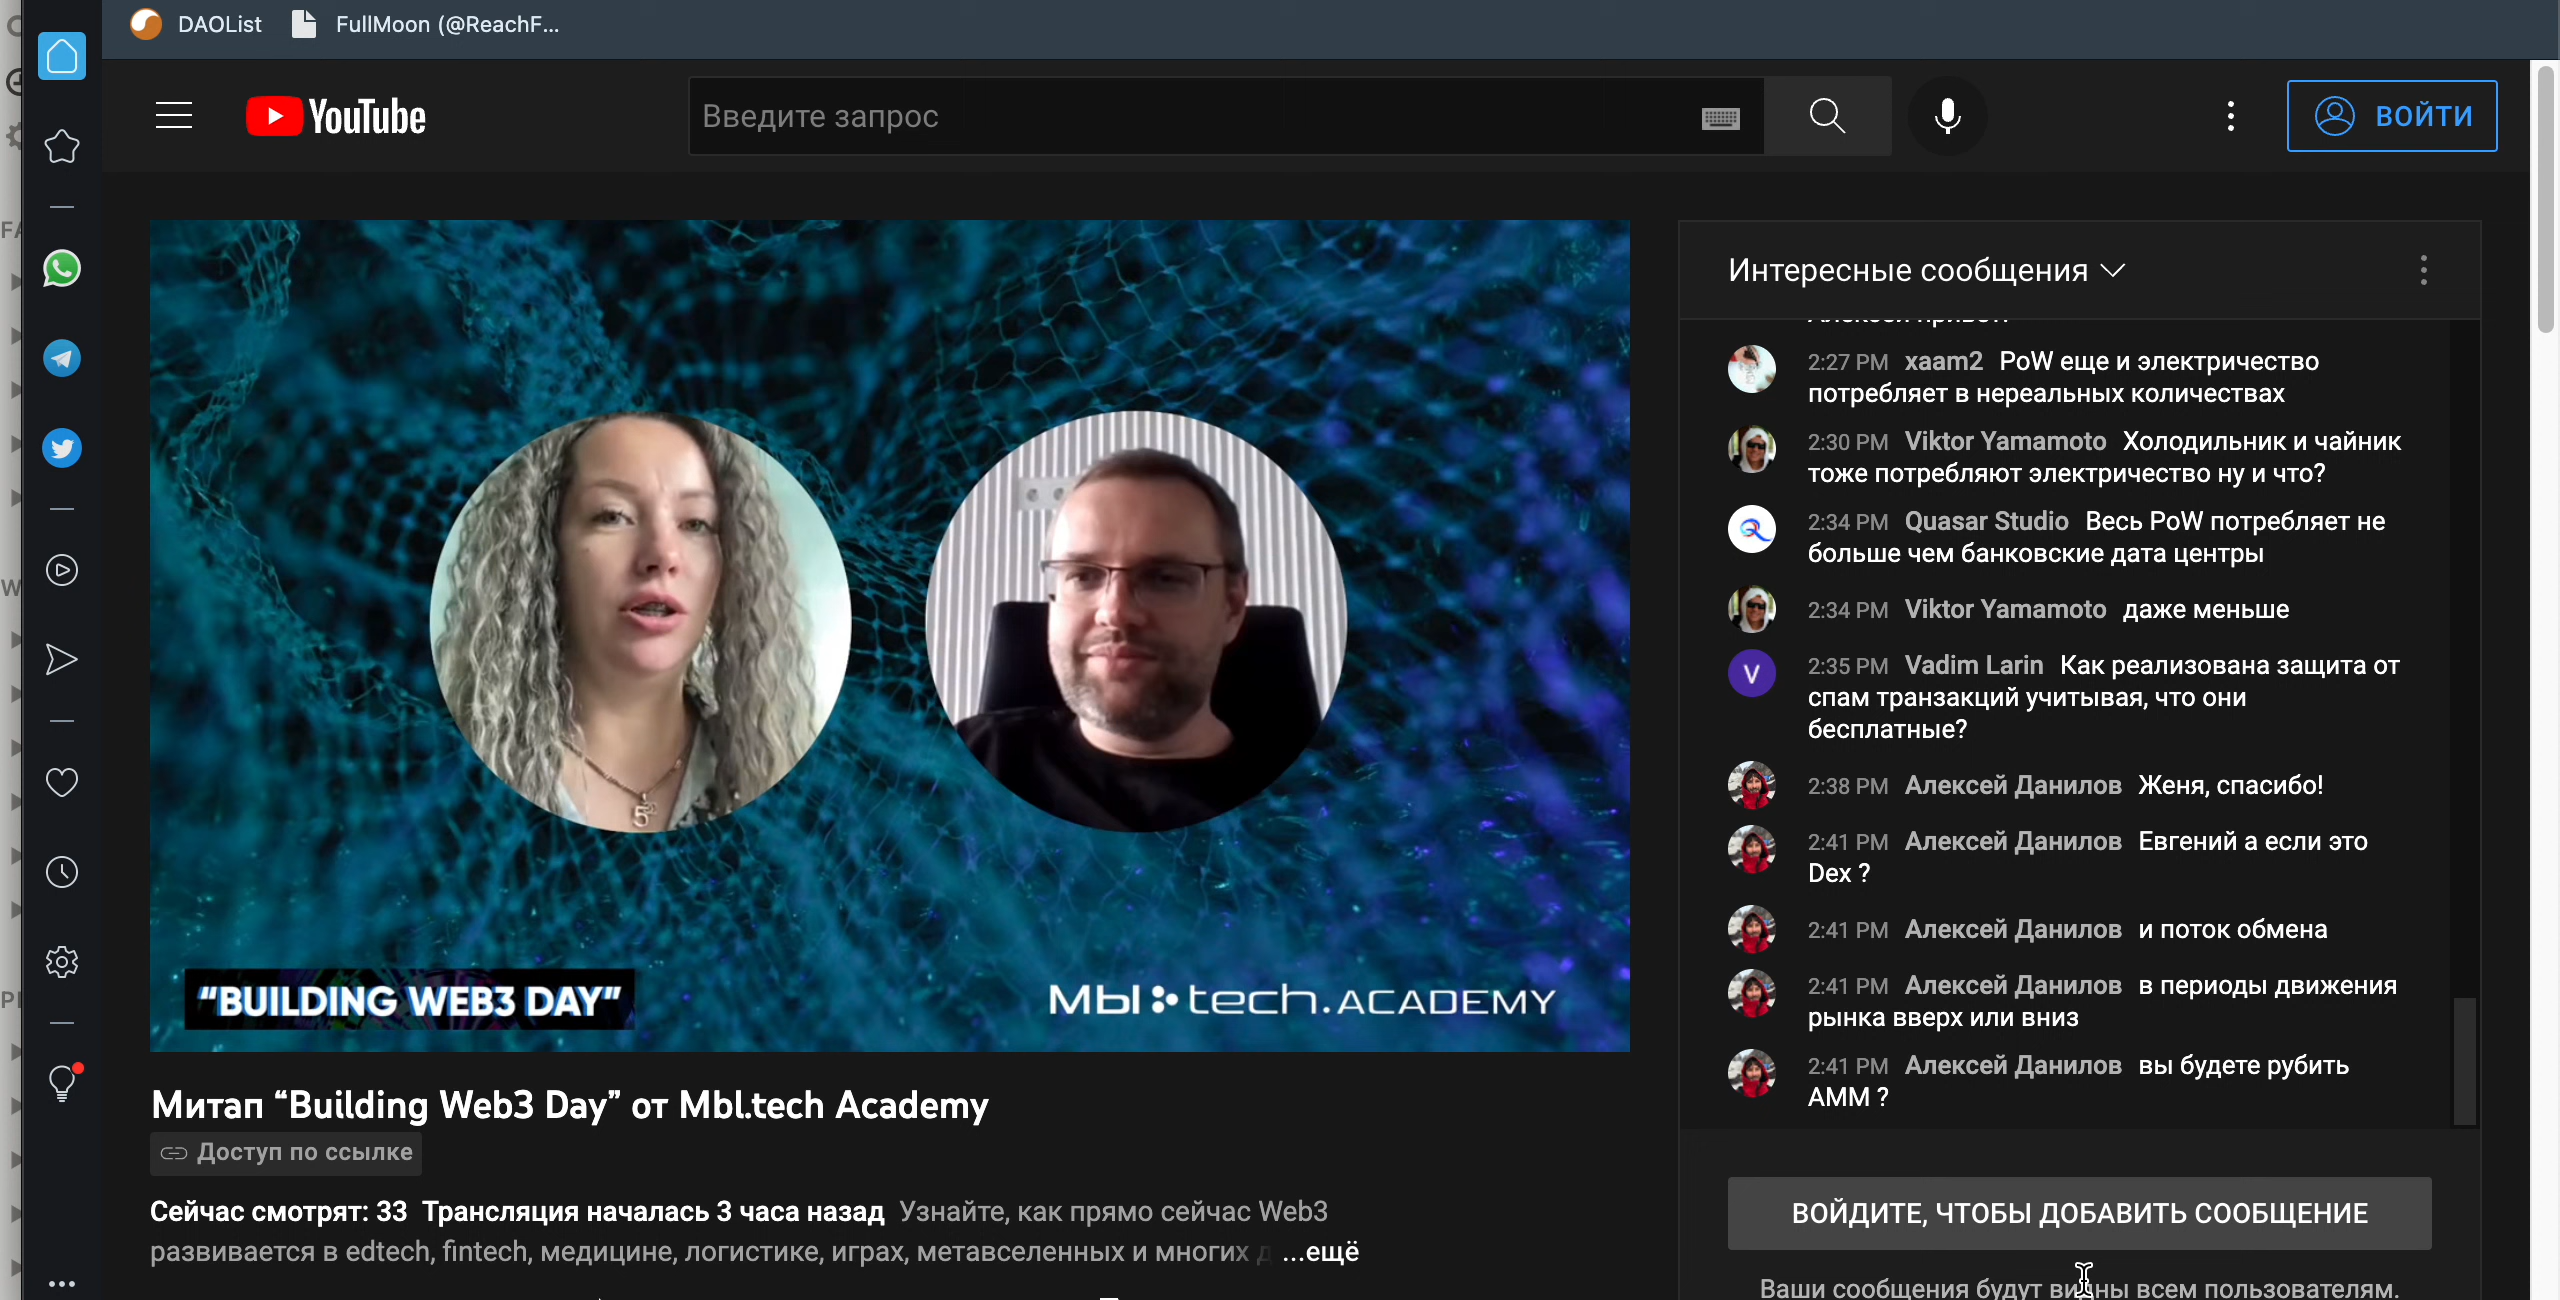 DAOList
FullMoon (@ReachF...
YouTube
Введите запрос
ВОЙТИ
Интересные сообщения
2:27 PM xaam2 PoW еще и электричество
потребляет в нереальных количествах
2:30 PM Viktor Yamamoto Холодильник и чайник
тоже потребляют электричество ну и что?
2:34 PM Quasar Studio Весь PoW потребляет не
больше чем банковские дата центры
2:34 PM Viktor Yamamoto даже меньше
V
2:35 PM Vadim Larin Как реализована защита от
спам транзакций учитывая, что они
бесплатные?
2:38 PM Алексей Данилов Женя, спасибо!
2:41 PM Алексей Данилов Евгений а если это
Dex ?
2:41 PM Алексей Данилов и поток обмена
2:41 PM Алексей Данилов в периоды движения
рынка вверх или вниз
2:41 PM Алексей Данилов вы будете рубить
AMM ?
ВОЙДИТЕ, ЧТОБЫ ДОБАВИТЬ СООБЩЕНИЕ
Ваши сообщения будут видны всем пользователям.
“BUILDING WEB3 DAY”
Мы tech.ACADEMY
Митап “Building Web3 Day” от Mbl.tech Academy
Доступ по ссылке
Сейчас смотрят: 33 Трансляция началась 3 часа назад Узнайте, как прямо сейчас Web3
развивается в edtech, fintech, медицине, логистике, играх, метавселенных и многих д ...ещё